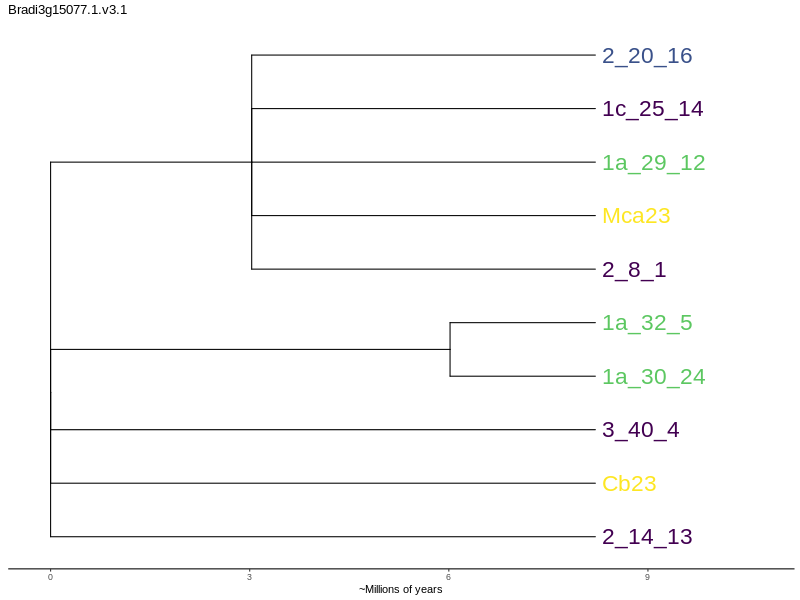 Bradi3g15077.1.v3.1
2_20_16
1c_25_14
1a_29_12
Mca23
2_8_1
1a_32_5
1a_30_24
3_40_4
Cb23
2_14_13
0 3 6 9
~Millions of years